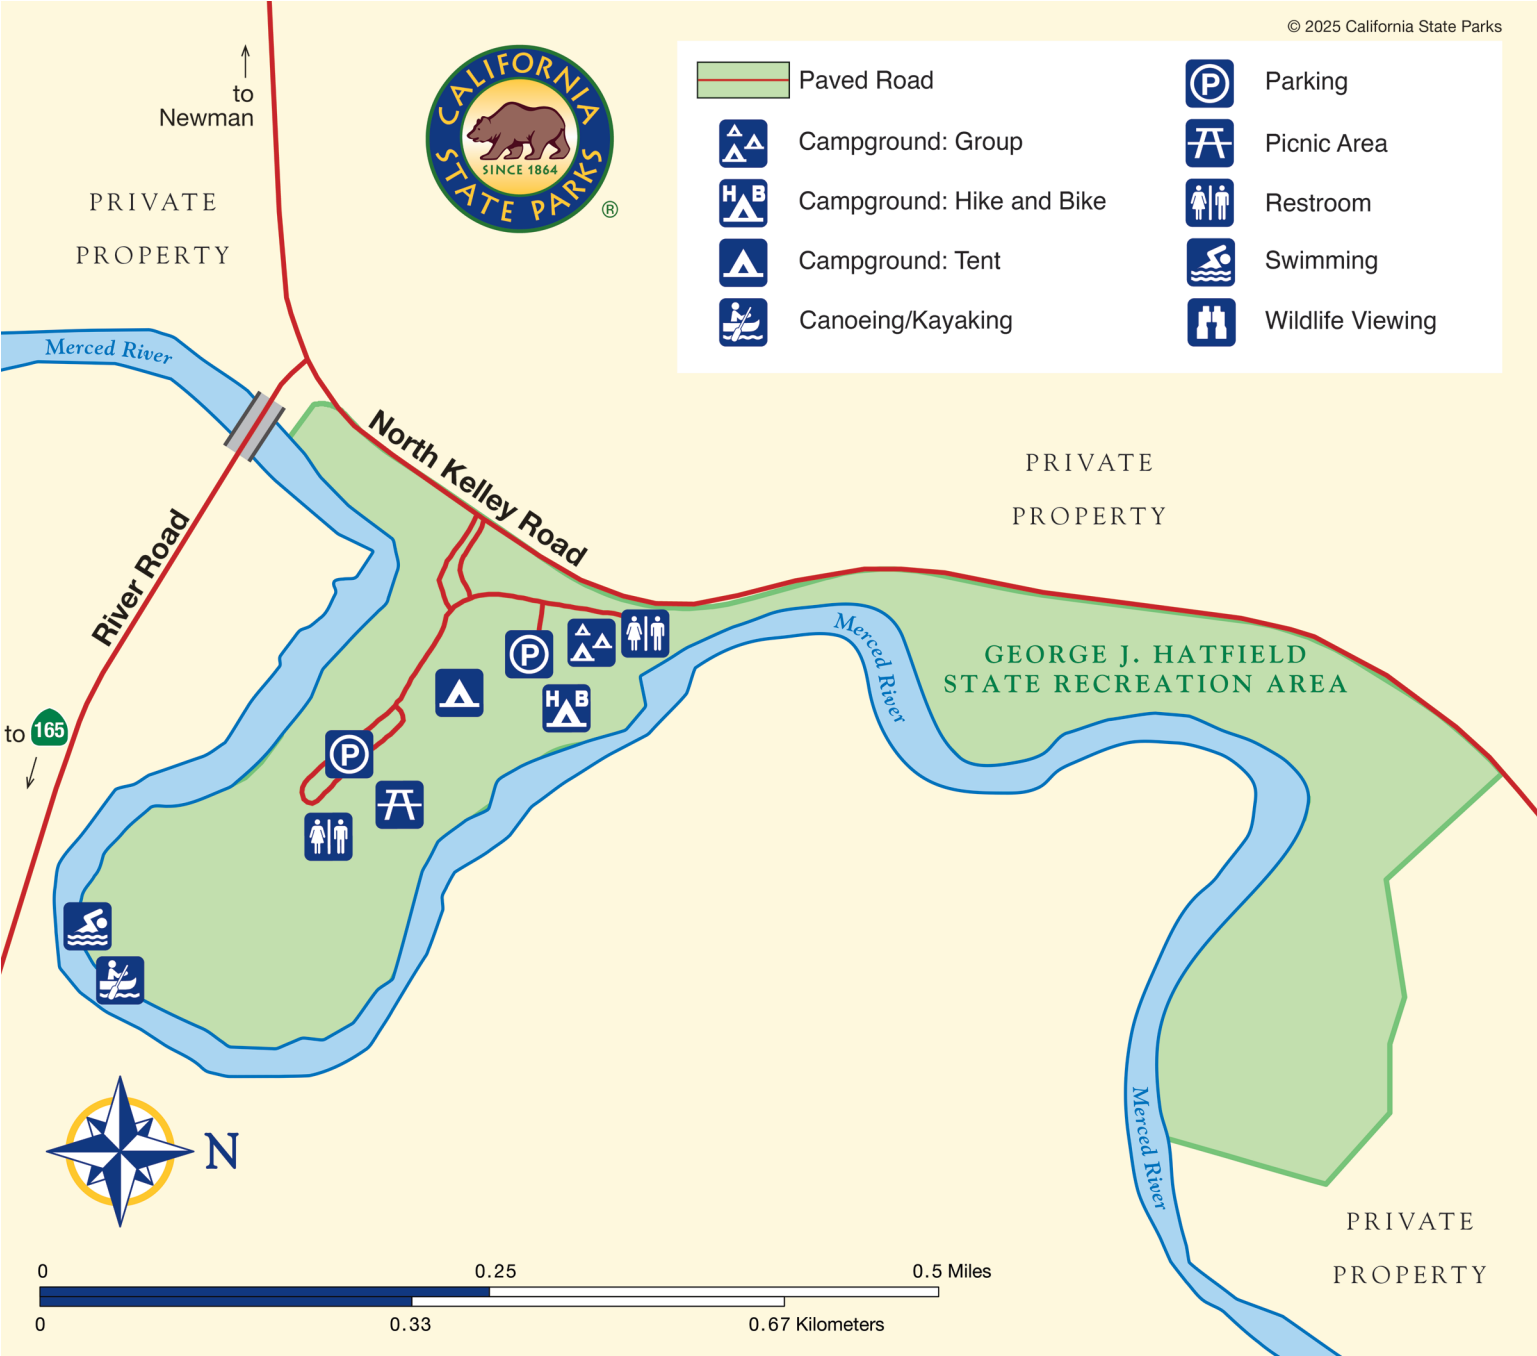 © 2025 California State Parks
to
Newman
PRIVATE
PROPERTY
CALIFORNIA
STATE PARKS
SINCE 1864
®
Paved Road
Campground: Group
H B
Campground: Hike and Bike
Campground: Tent
Canoeing/Kayaking
P
Parking
Picnic Area
Restroom
Swimming
Wildlife Viewing
Merced River
North Kelley Road
River Road
PRIVATE
PROPERTY
Merced River
GEORGE J. HATFIELD
STATE RECREATION AREA
P
H B
to 165
P
Merced River
N
PRIVATE
PROPERTY
0 0.25 0.5 Miles
0 0.33 0.67 Kilometers